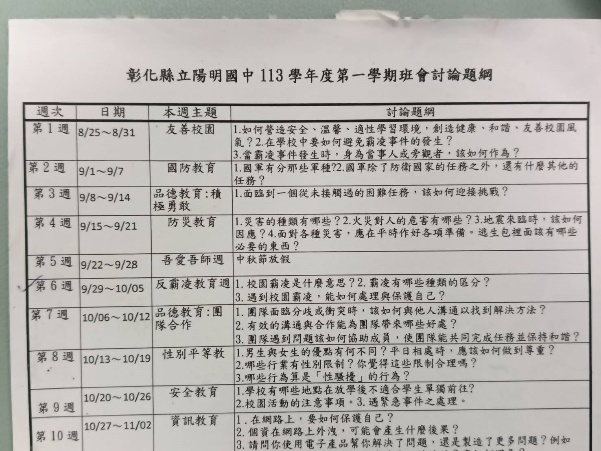 彰化縣立陽明國中 113 學年度第一學期班會討論題綱
週次 日期 本週主題 討論題綱
第 1 週 8/25～8/31 友善校園 1.如何營造安全、溫馨、適性學習環境，創造健康、和諧、友善校園風
氣？2.在學校中要如何避免霸凌事件的發生？
3.當霸凌事件發生時，身為當事人或旁觀者，該如何作為？
第 2 週 9/1～9/7 國防教育 1.國軍有分那些軍種?2.國軍除了防衛國家的任務之外，還有什麼其他的
任務？
第 3 週 9/8～9/14 品德教育:積
極勇敢 1.面臨到一個從未接觸過的困難任務，該如何迎接挑戰？
第 4 週 9/15～9/21 防災教育 1.災害的種類有哪些？2.火災對人的危害有哪些？3.地震來臨時，該如何
因應？4.面對各種災害，應在平時作好各項準備。逃生包裡面該有哪些
必要的東西？
第 5 週 9/22～9/28 吾愛吾師週 中秋節放假
第 6 週 9/29～10/05 反霸凌教育週 1.校園霸凌是什麼意思？2.霸凌有哪些種類的區分？
3.遇到校園霸凌，能如何處理與保護自己？
第 7 週 10/06～10/12 品德教育:團
隊合作 1.團隊面臨分歧或衝突時，該如何與他人溝通以找到解決方法？
2.有效的溝通與合作能為團隊帶來哪些好處？
3.團隊遇到問題該如何協助成員，使團隊能共同完成任務並保持和諧？
第 8 週 10/13～10/19 性別平等教 1.男生與女生的優點有何不同？平日相處時，應該如何做到尊重？
2.哪些行業有性別限制？你覺得這些限制合理嗎？
3.哪些行為算是「性騷擾」的行為？
第 9 週 10/20～10/26 安全教育 1.學校有哪些地點在放學後不適合學生單獨前往?
2.校園活動的注意事項。3.遇緊急事件之處理。
第 10 週 10/27～11/02 資訊教育 1.在網路上，要如何保護自己？
2.個資在網路上外洩，可能會產生什麼後果?
3.請問你使用電子產品幫你解決了問題，還是製造了更多問題？例如